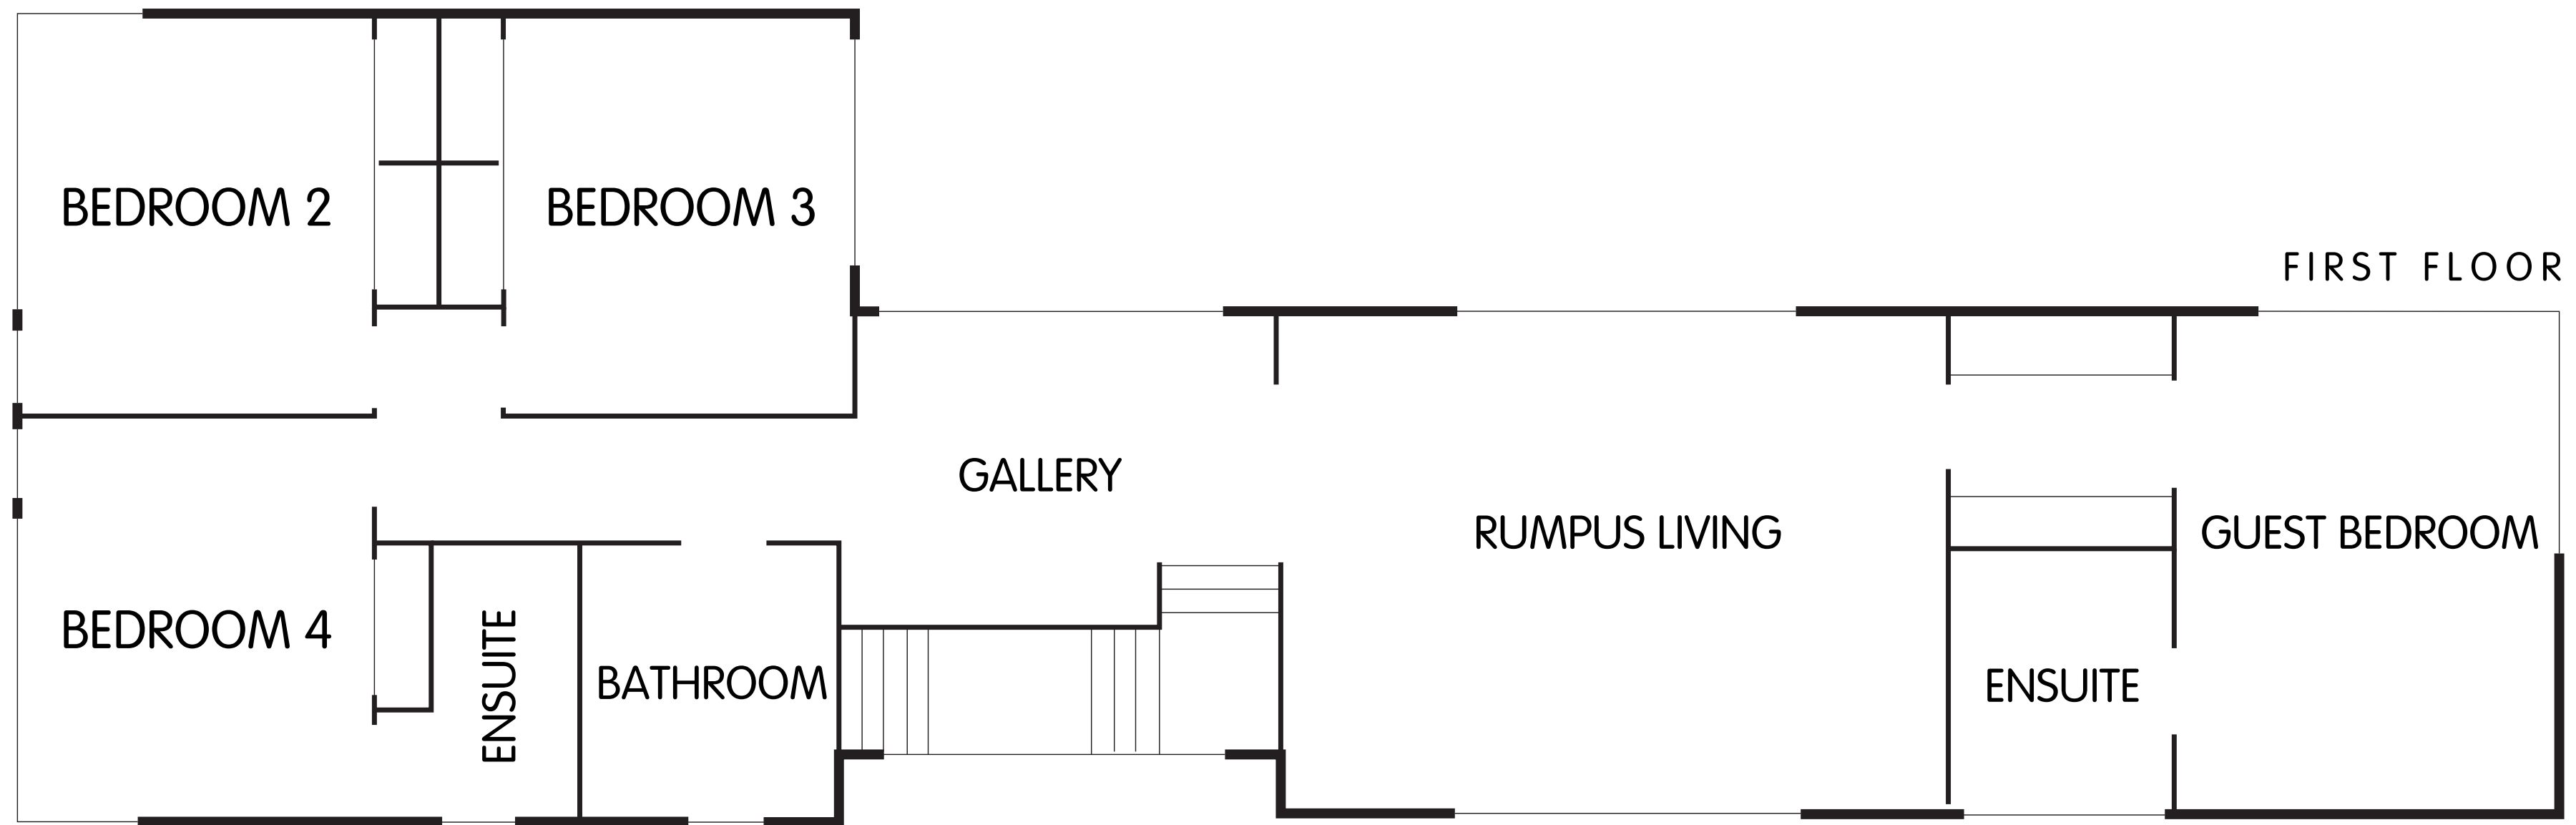 BEDROOM 2
BEDROOM 3
FIRST FLOOR
GALLERY
RUMPUS LIVING
GUEST BEDROOM
BEDROOM 4
ENSUITE
BATHROOM
ENSUITE